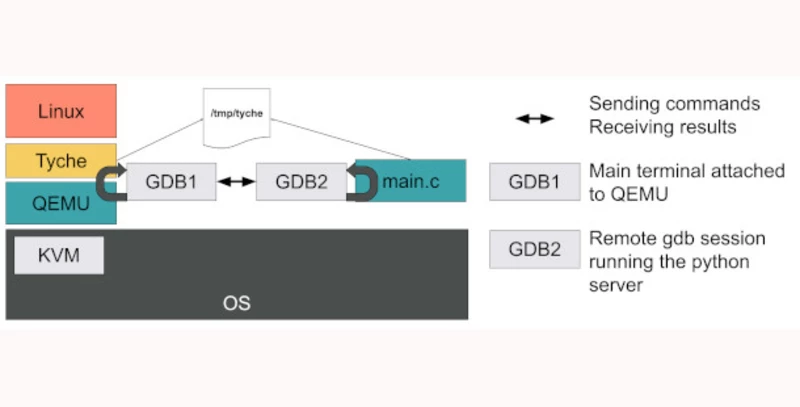 Linux
Tyche
QEMU
/tmp/tyche
GDB1
GDB2
main.c
KVM
OS
Sending commands
Receiving results
GDB1
Main terminal attached
to QEMU
GDB2
Remote gdb session
running the python
server